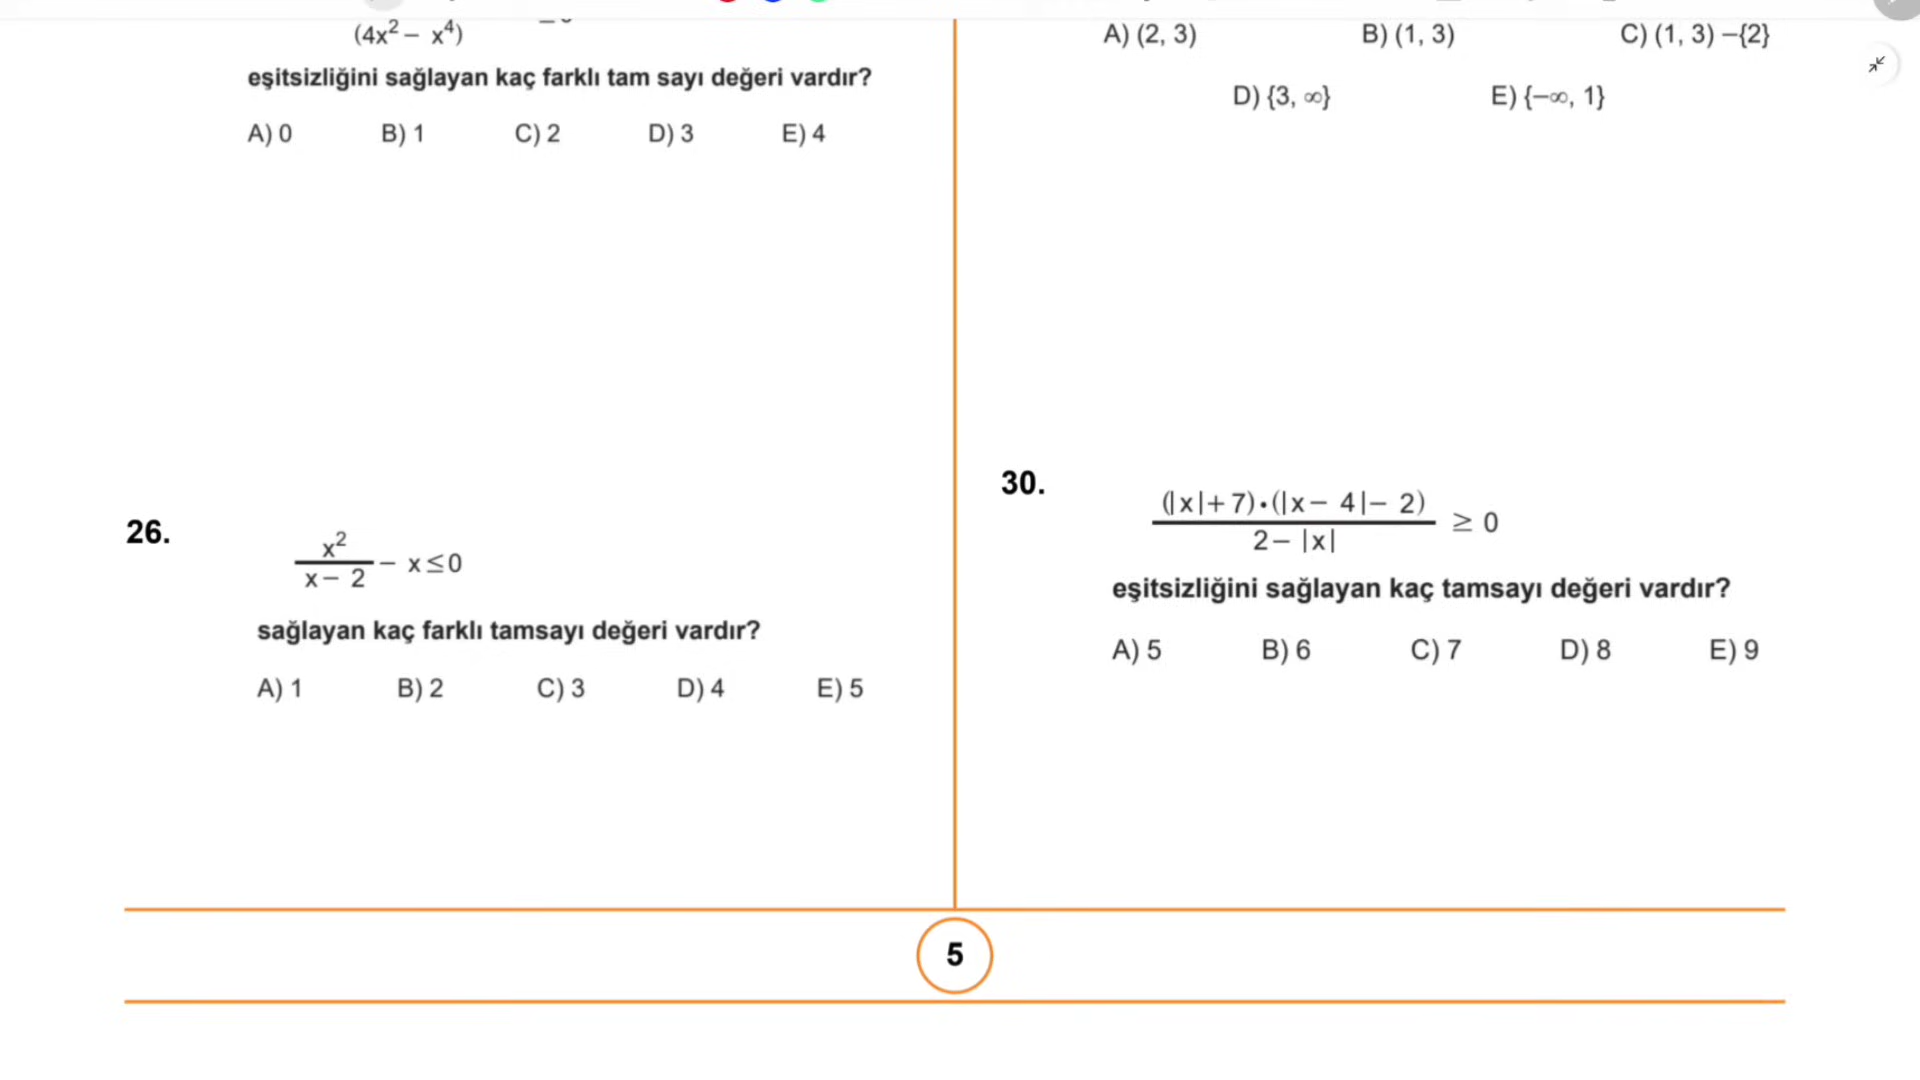 (4x² – x⁴)
eşitsizliğini sağlayan kaç farklı tam sayı değeri vardır?
A) 0 B) 1 C) 2 D) 3 E) 4
26.
x²
x – 2
– x ≤ 0
sağlayan kaç farklı tamsayı değeri vardır?
A) 1 B) 2 C) 3 D) 4 E) 5
A) (2, 3) B) (1, 3) C) (1, 3) –{2}
D) {3, ∞} E) {–∞, 1}
30.
(|x|+ 7)·(|x – 4|– 2)
2 – |x|
≥ 0
eşitsizliğini sağlayan kaç tamsayı değeri vardır?
A) 5 B) 6 C) 7 D) 8 E) 9
5